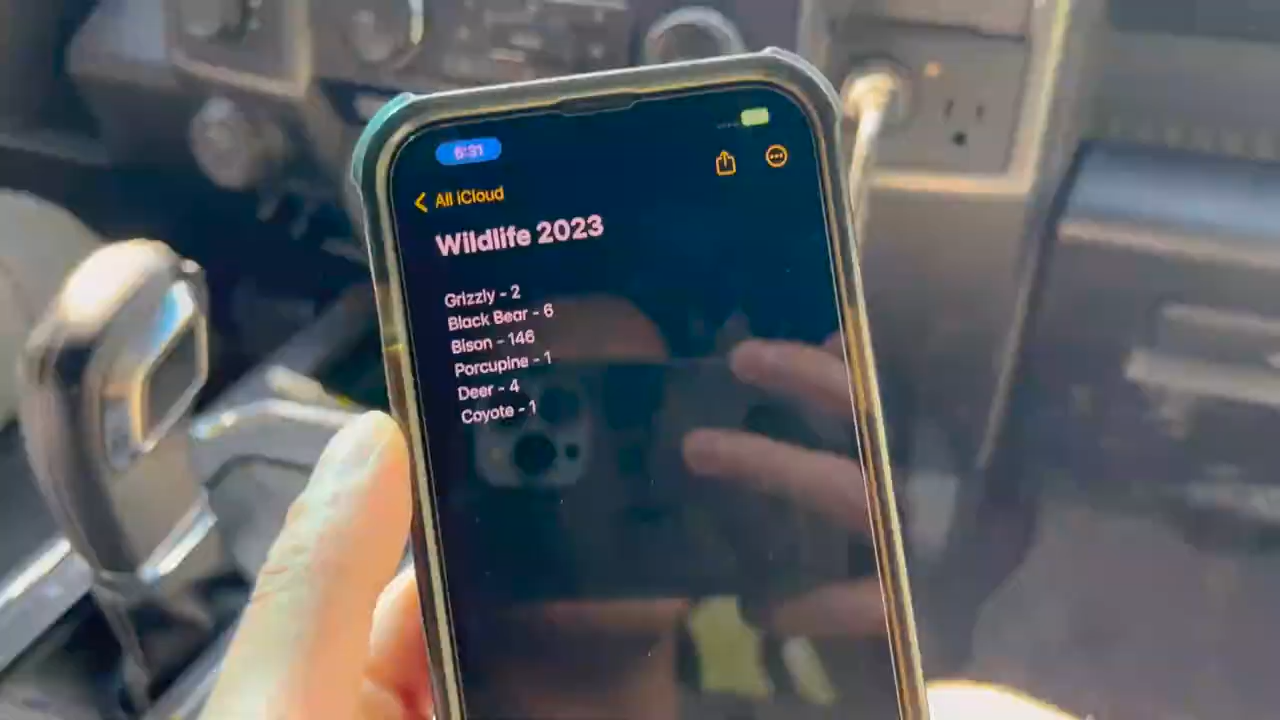 6:31
All iCloud
Wildlife 2023
Grizzly - 2
Black Bear - 6
Bison - 146
Porcupine - 1
Deer - 4
Coyote - 1